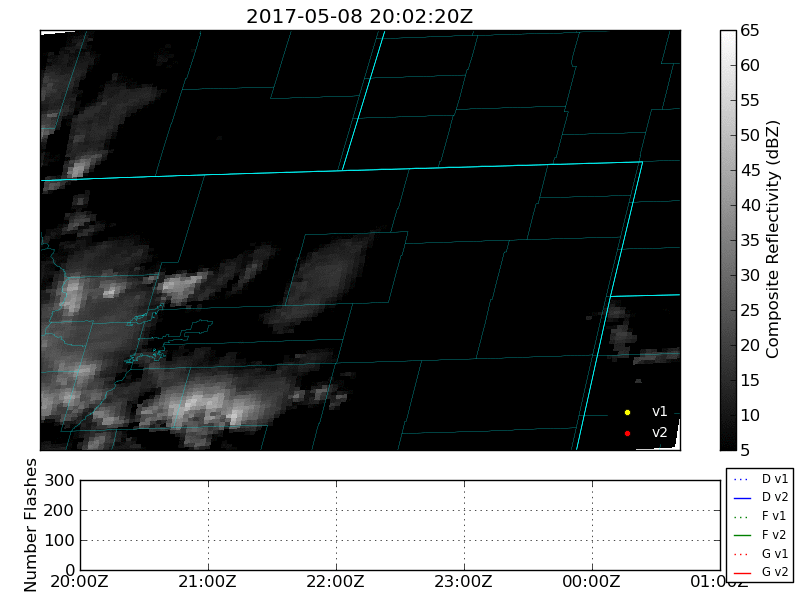 2017-05-08 20:02:20Z
65
60
55
50
45
40
35
30
25
20
15
10
5
Composite Reflectivity (dBZ)
v1
v2
Number Flashes
300
200
100
0
20:00Z 21:00Z 22:00Z 23:00Z 00:00Z 01:00Z
D v1
D v2
F v1
F v2
G v1
G v2